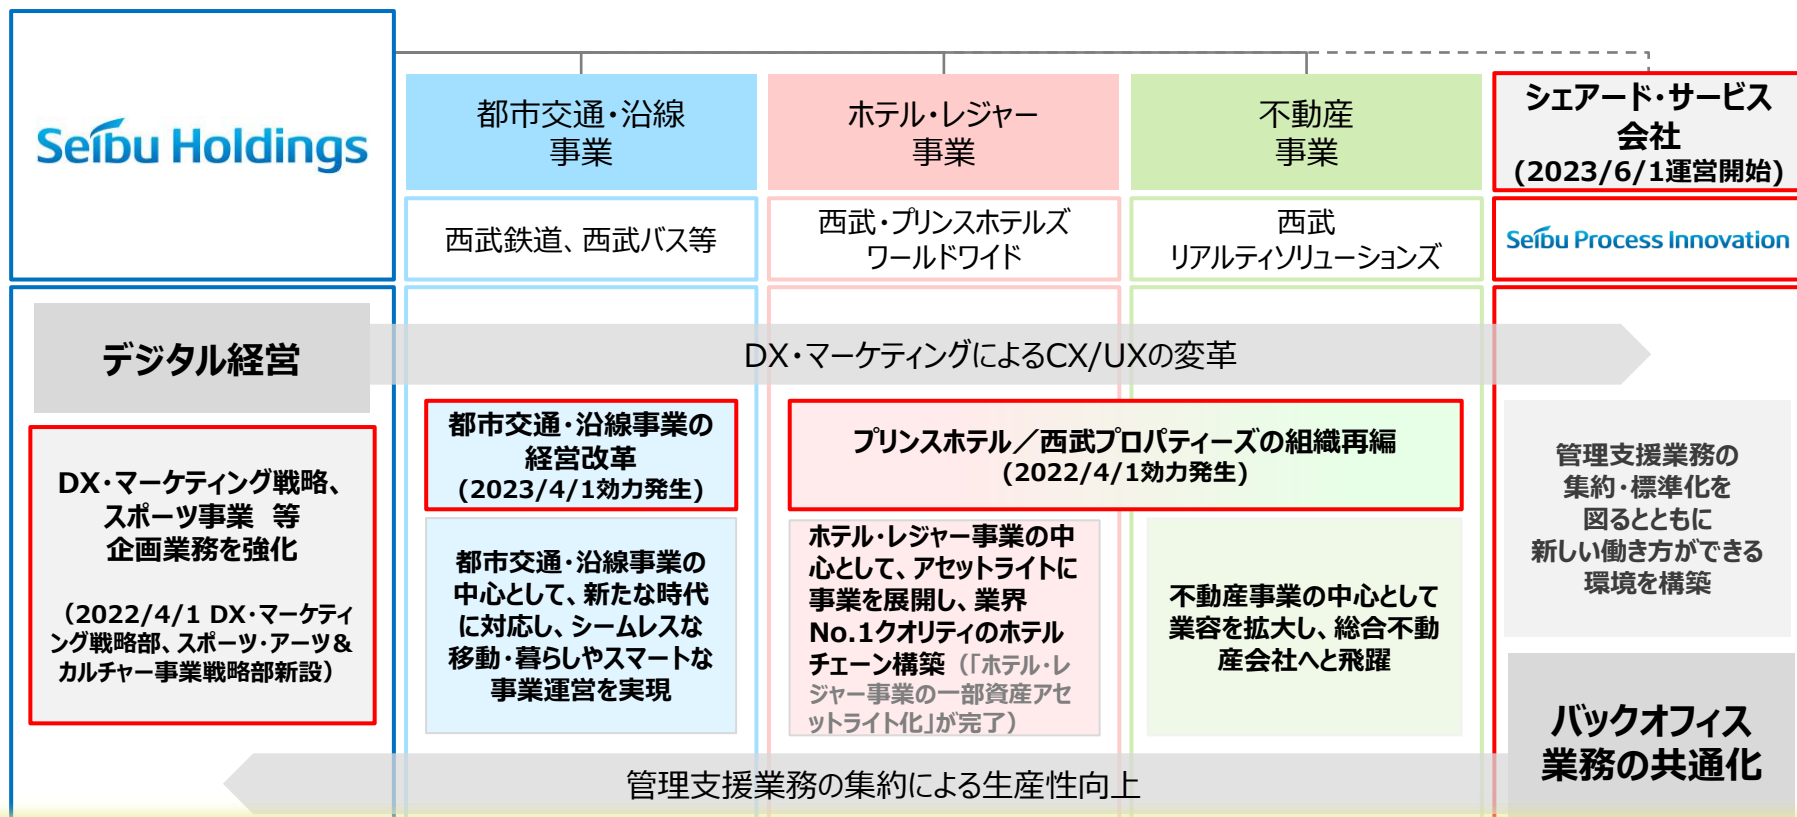 Seibu Holdings
都市交通・沿線
事業
ホテル・レジャー
事業
不動産
事業
シェアード・サービス
会社
(2023/6/1運営開始)
西武鉄道、西武バス等
西武・プリンスホテルズ
ワールドワイド
西武
リアルティソリューションズ
Seibu Process Innovation
デジタル経営
DX・マーケティングによるCX/UXの変革
DX・マーケティング戦略、
スポーツ事業 等
企画業務を強化
（2022/4/1 DX・マーケティ
ング戦略部、スポーツ・アーツ&
カルチャー事業戦略部新設）
都市交通・沿線事業の
経営改革
(2023/4/1効力発生)
プリンスホテル／西武プロパティーズの組織再編
(2022/4/1効力発生)
都市交通・沿線事業の
中心として、新たな時代
に対応し、シームレスな
移動・暮らしやスマートな
事業運営を実現
ホテル・レジャー事業の中
心として、アセットライトに
事業を展開し、業界
No.1クオリティのホテル
チェーン構築（「ホテル・レ
ジャー事業の一部資産アセ
ットライト化」が完了）
不動産事業の中心として
業容を拡大し、総合不動
産会社へと飛躍
管理支援業務の
集約・標準化を
図るとともに
新しい働き方ができる
環境を構築
バックオフィス
業務の共通化
管理支援業務の集約による生産性向上